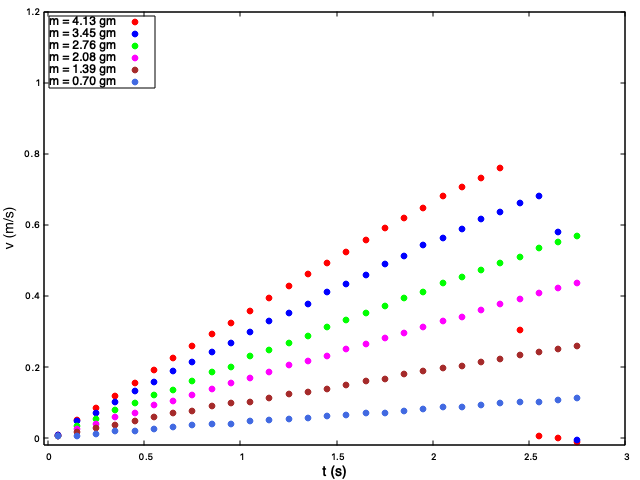 1.2
1
0.8
0.6
0.4
0.2
0
v (m/s)
m = 4.13 gm
m = 3.45 gm
m = 2.76 gm
m = 2.08 gm
m = 1.39 gm
m = 0.70 gm
0 0.5 1 1.5 2 2.5 3
t (s)